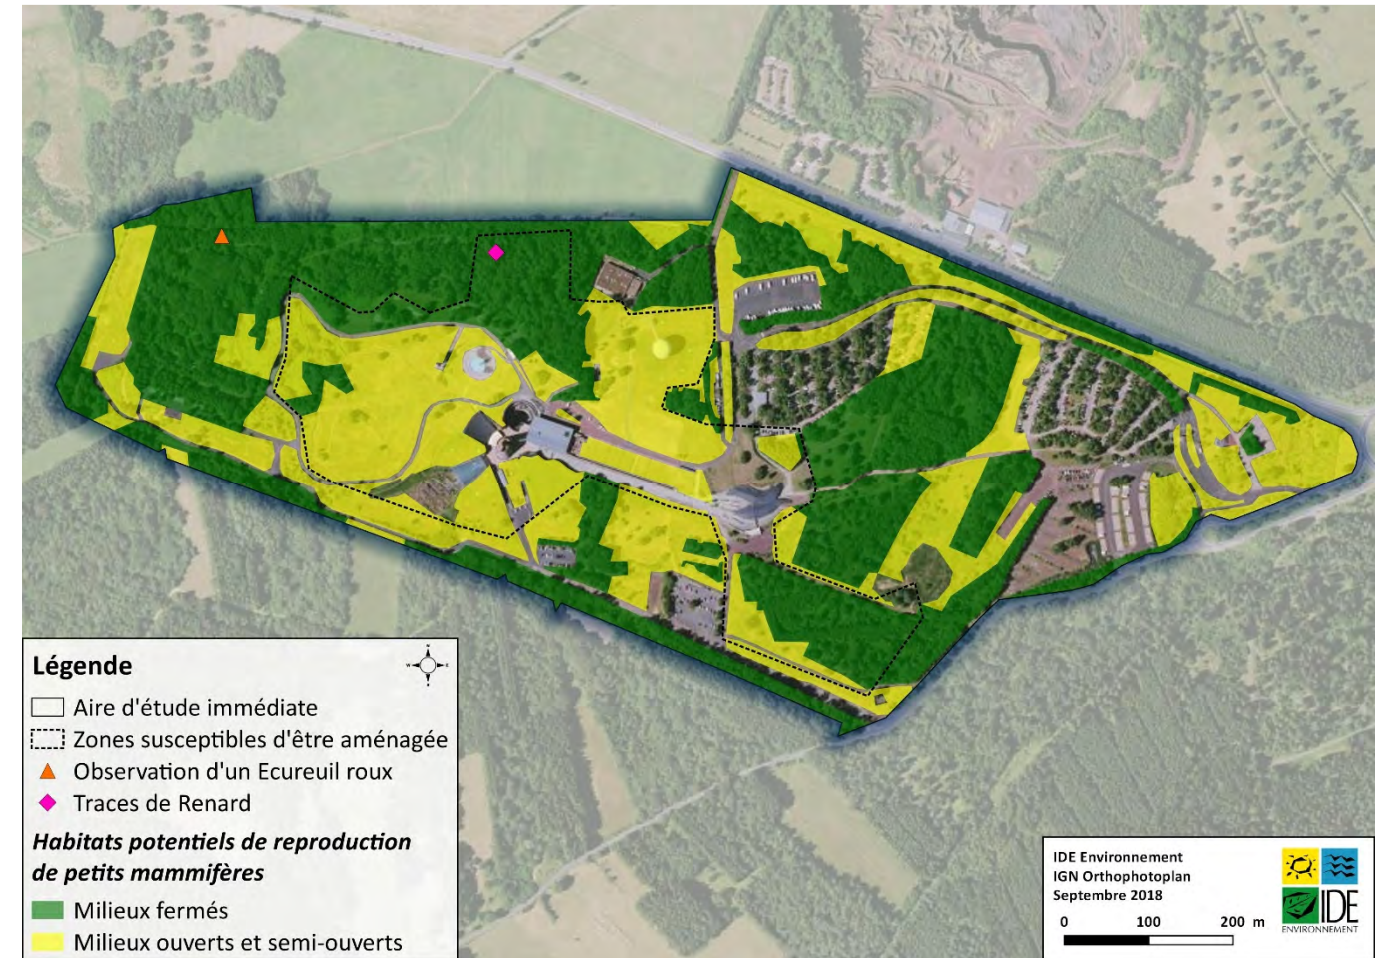 Légende
N
W E
S
Aire d'étude immédiate
Zones susceptibles d'être aménagée
Observation d'un Ecureuil roux
Traces de Renard
Habitats potentiels de reproduction
de petits mammifères
Milieux fermés
Milieux ouverts et semi-ouverts
IDE Environnement
IGN Orthophotoplan
Septembre 2018
0 100 200 m
IDE
ENVIRONNEMENT